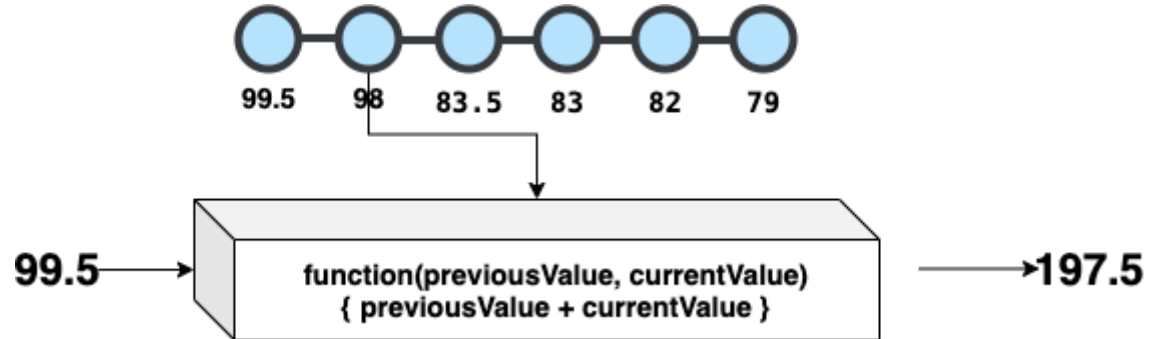 99.5 98 83.5 83 82 79
99.5
function(previousValue, currentValue)
{ previousValue + currentValue }
197.5